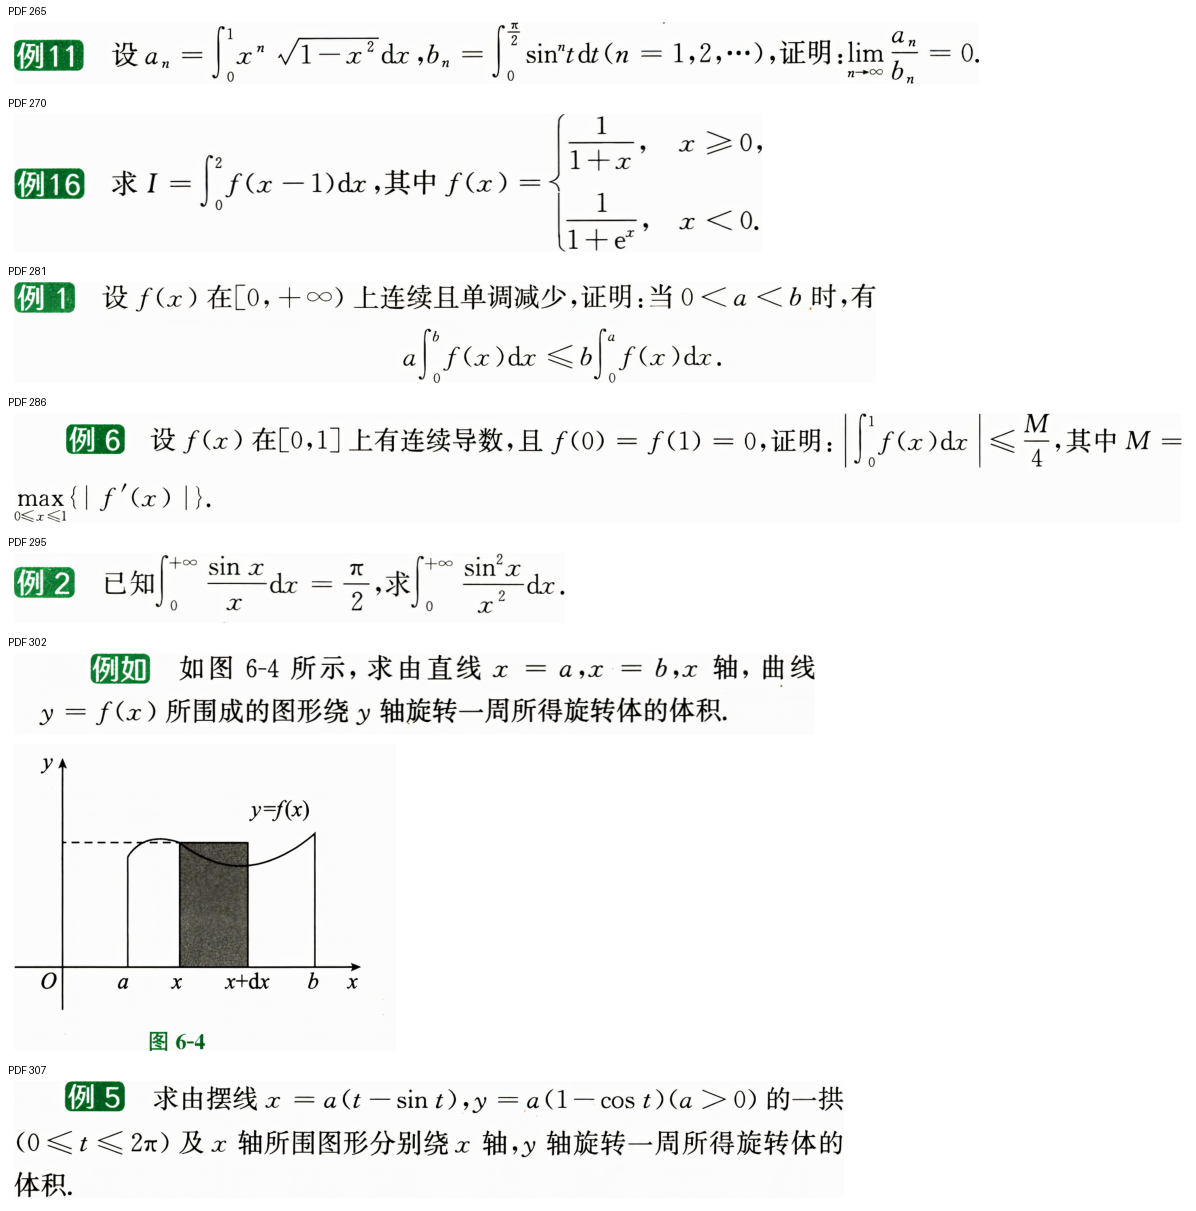 PDF 265
例11 设 aₙ = ∫₀¹ xⁿ √(1−x²) dx, bₙ = ∫₀^(π/2) sinⁿt dt (n = 1,2,⋯), 证明: lim_(n→∞) aₙ/bₙ = 0.
PDF 270
例16 求 I = ∫₀² f(x−1)dx, 其中 f(x) = { 1/(1+x), x ⩾ 0, 1/(1+eˣ), x < 0.
PDF 281
例 1 设 f(x) 在[0,+∞) 上连续且单调减少, 证明: 当 0 < a < b 时, 有
a∫₀ᵇ f(x)dx ⩽ b∫₀ᵃ f(x)dx.
PDF 286
例 6 设 f(x) 在[0,1] 上有连续导数, 且 f(0) = f(1) = 0, 证明: |∫₀¹ f(x)dx| ⩽ M/4, 其中 M =
max_(0⩽x⩽1){| f′(x) |}.
PDF 295
例 2 已知∫₀^(+∞) (sin x)/x dx = π/2, 求∫₀^(+∞) (sin²x)/x² dx.
PDF 302
例如 如图 6-4 所示, 求由直线 x = a, x = b, x 轴, 曲线
y = f(x) 所围成的图形绕 y 轴旋转一周所得旋转体的体积.
y
y=f(x)
O a x x+dx b x
图 6-4
PDF 307
例 5 求由摆线 x = a(t − sin t), y = a(1 − cos t)(a > 0) 的一拱
(0 ⩽ t ⩽ 2π) 及 x 轴所围图形分别绕 x 轴, y 轴旋转一周所得旋转体的
体积.